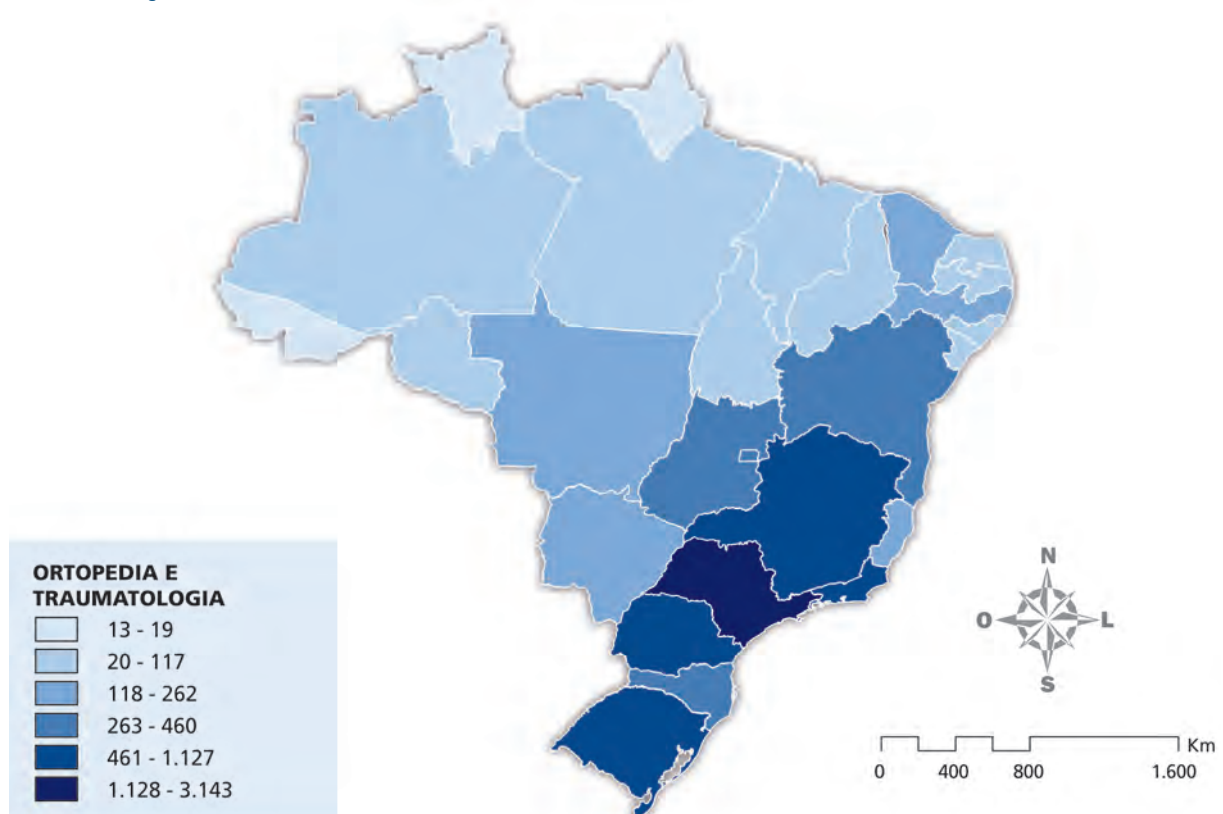 ORTOPEDIA E
TRAUMATOLOGIA
13 - 19
20 - 117
118 - 262
263 - 460
461 - 1.127
1.128 - 3.143
N
O L
S
Km
0 400 800 1.600